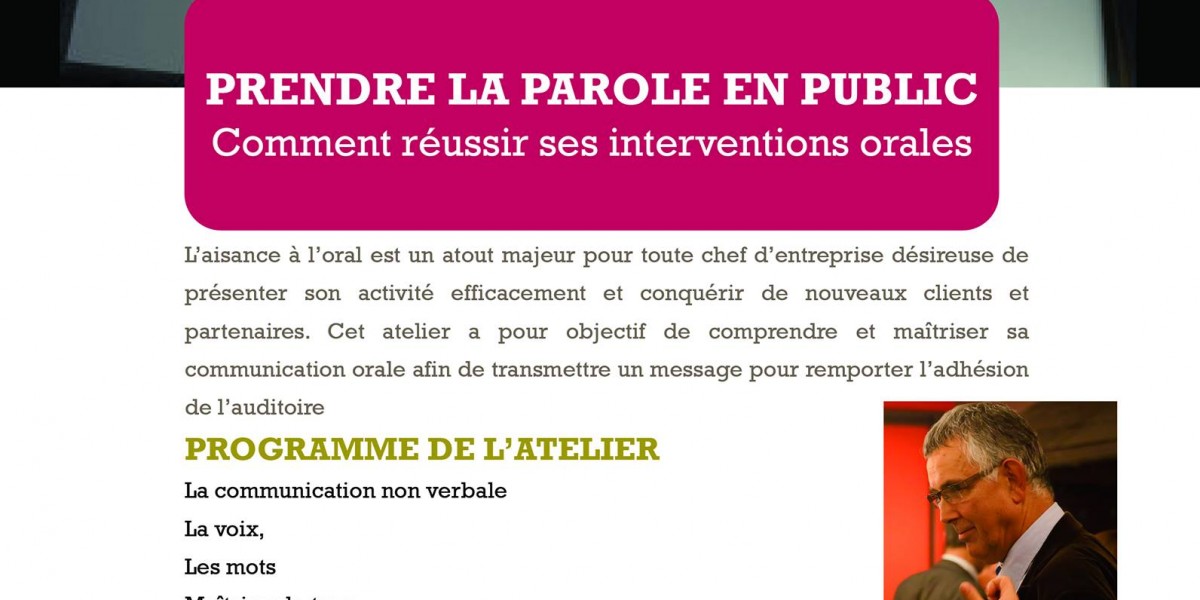 PRENDRE LA PAROLE EN PUBLIC
Comment réussir ses interventions orales
L’aisance à l’oral est un atout majeur pour toute chef d’entreprise désireuse de
présenter son activité efficacement et conquérir de nouveaux clients et
partenaires. Cet atelier a pour objectif de comprendre et maîtriser sa
communication orale afin de transmettre un message pour remporter l’adhésion
de l’auditoire
PROGRAMME DE L’ATELIER
La communication non verbale
La voix,
Les mots